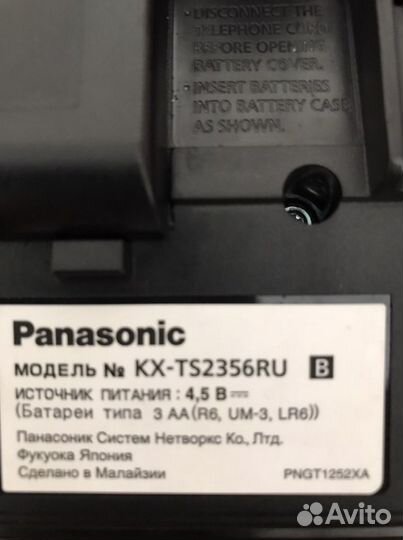 • DISCONNECT THE
TELEPHONE CORD
BEFORE OPENING
BATTERY COVER.
• INSERT BATTERIES
INTO BATTERY CASE
AS SHOWN.
Panasonic
МОДЕЛЬ № KX-TS2356RU B
ИСТОЧНИК ПИТАНИЯ : 4,5 В ⎓
(Батареи типа 3 AA (R6, UM-3, LR6))
Панасоник Систем Нетворкс Ко., Лтд.
Фукуока Япония
Сделано в Малайзии
PNGT1252XA
Avito